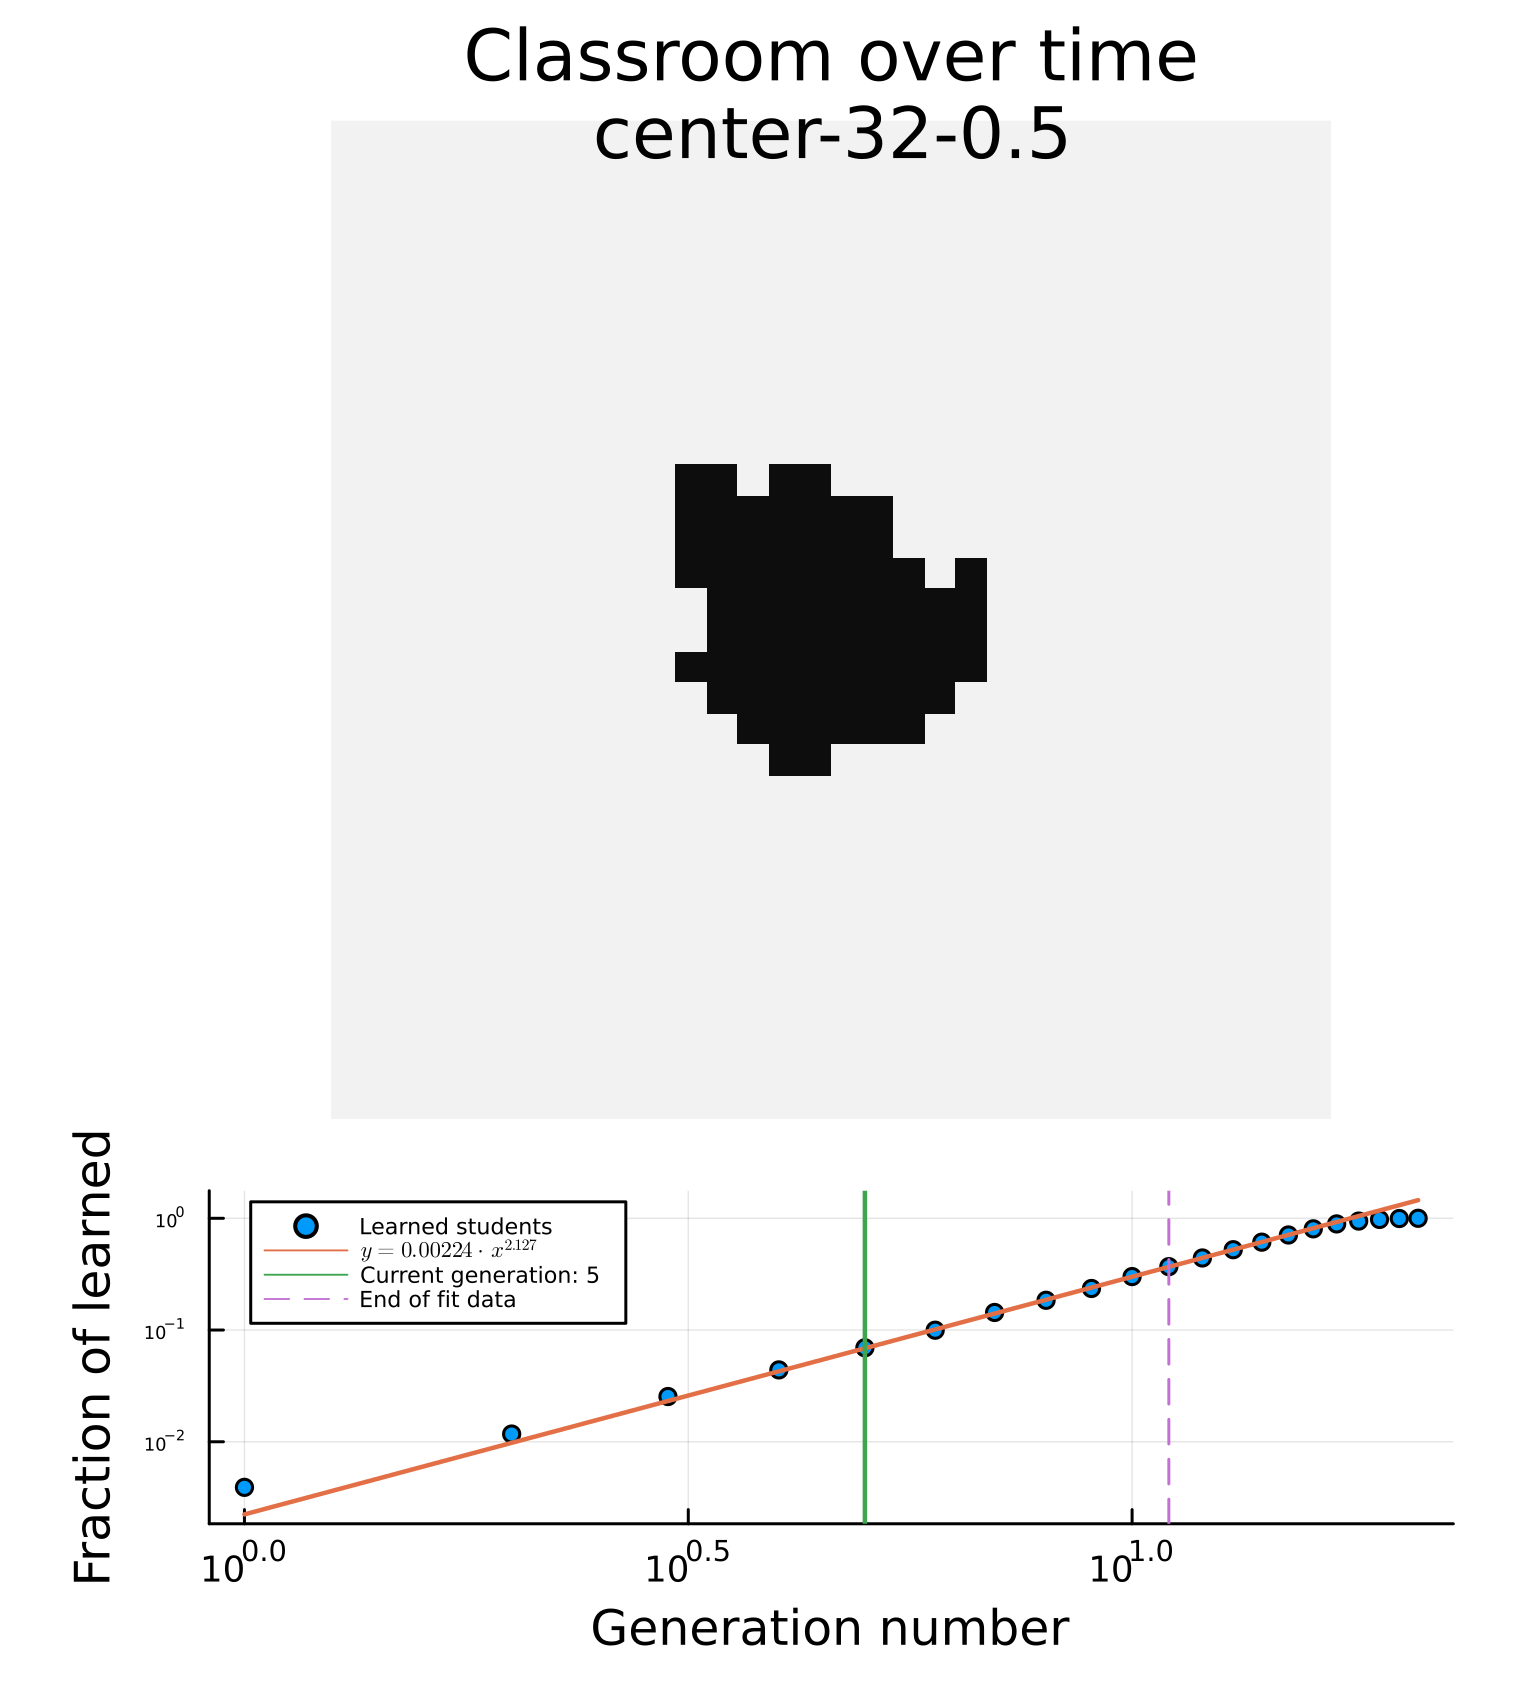 Classroom over time
center-32-0.5
Fraction of learned
10⁰
10⁻¹
10⁻²
Learned students
y = 0.00224 · x^2.127
Current generation: 5
End of fit data
10^0.0
10^0.5
10^1.0
Generation number